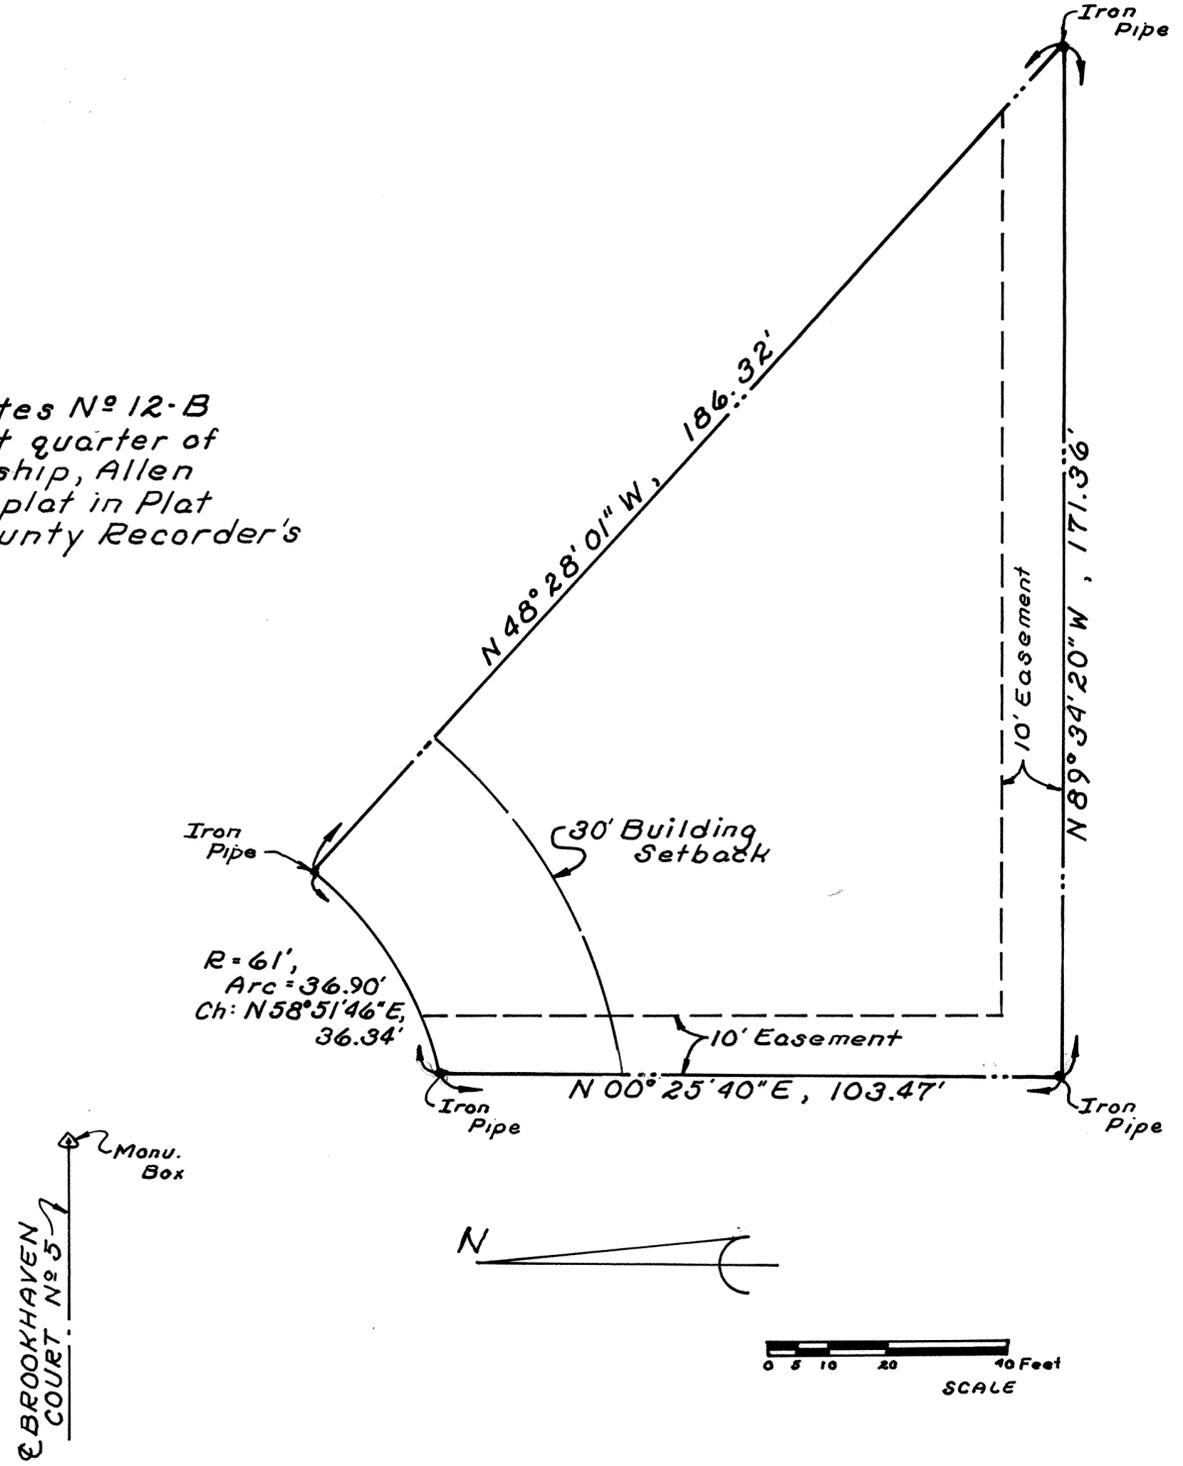 Iron
Pipe
tes Nº 12-B
t quarter of
ship, Allen
plat in Plat
unty Recorder's
N 48° 28' 01" W, 186.32'
N 89° 34' 20" W, 171.36'
10' Easement
30' Building
Setback
Iron
Pipe
R = 61',
Arc = 36.90'
Ch: N 58° 51' 46" E,
36.34'
10' Easement
N 00° 25' 40" E, 103.47'
Iron
Pipe
Iron
Pipe
Monu.
Box
℄ BROOKHAVEN
COURT Nº 5
N
0 5 10 20 40 Feet
SCALE